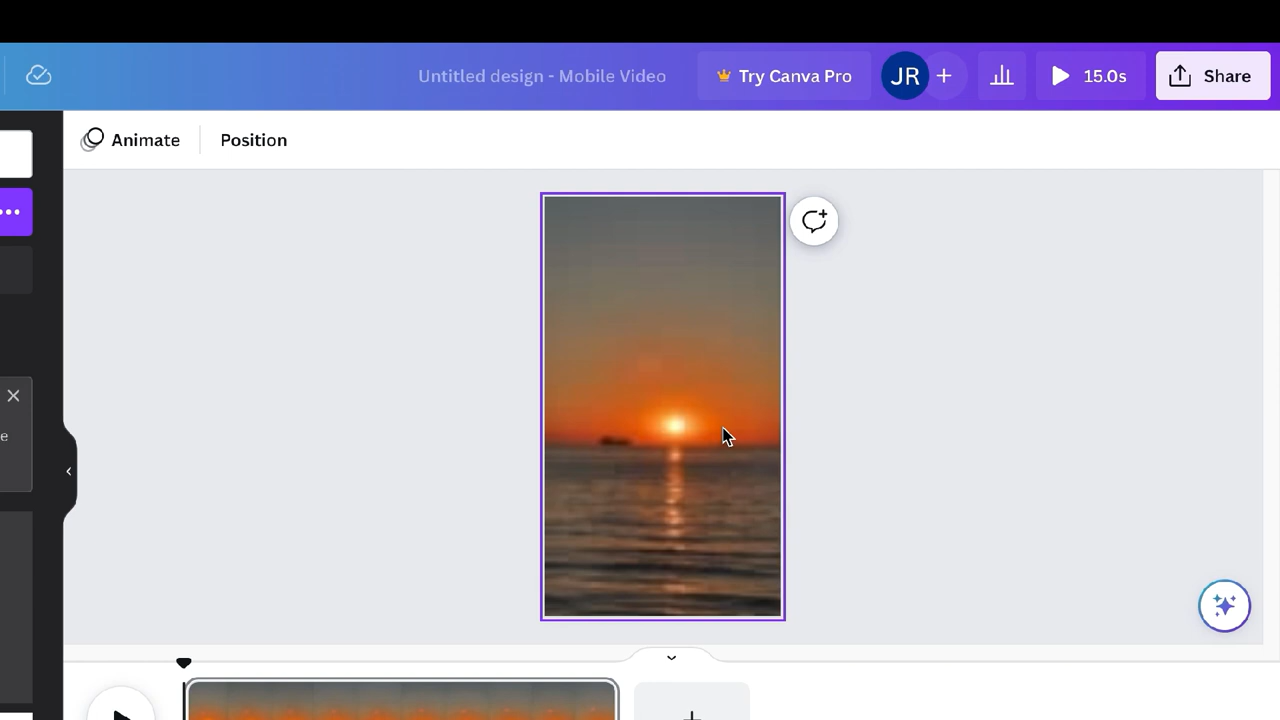 Untitled design - Mobile Video
Try Canva Pro
JR
15.0s
Share
Animate
Position
e